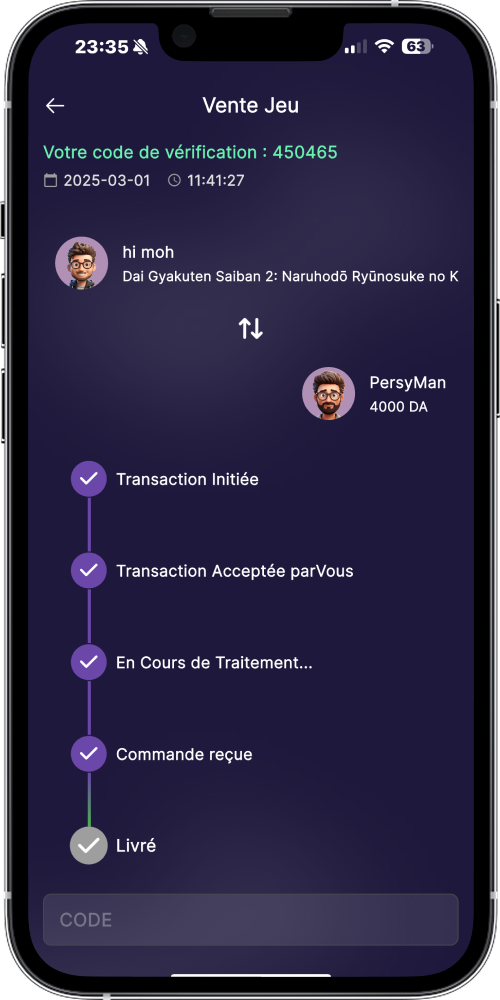 23:35
63
Vente Jeu
Votre code de vérification : 450465
2025-03-01 11:41:27
hi moh
Dai Gyakuten Saiban 2: Naruhodō Ryūnosuke no K
PersyMan
4000 DA
Transaction Initiée
Transaction Acceptée parVous
En Cours de Traitement...
Commande reçue
Livré
CODE